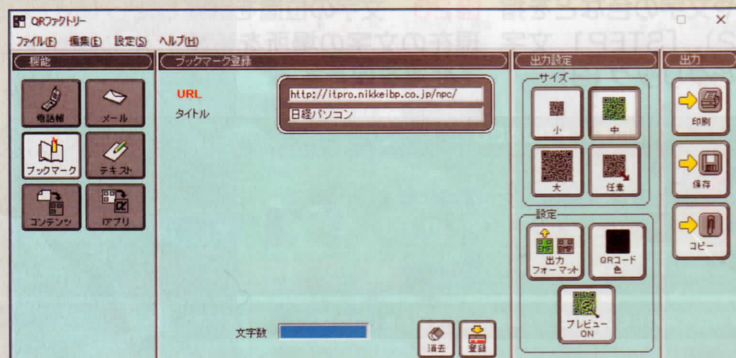 QRファクトリー
ファイル(F) 編集(E) 設定(S) ヘルプ(H)
機能
電話帳
メール
ブックマーク
テキスト
コンテンツ
iアプリ
ブックマーク登録
URL
http://itpro.nikkeibp.co.jp/npc/
タイトル
日経パソコン
文字数
消去
登録
出力設定
サイズ
小
中
大
任意
設定
出力
フォーマット
QRコード
色
プレビュー
ON
出力
印刷
保存
コピー